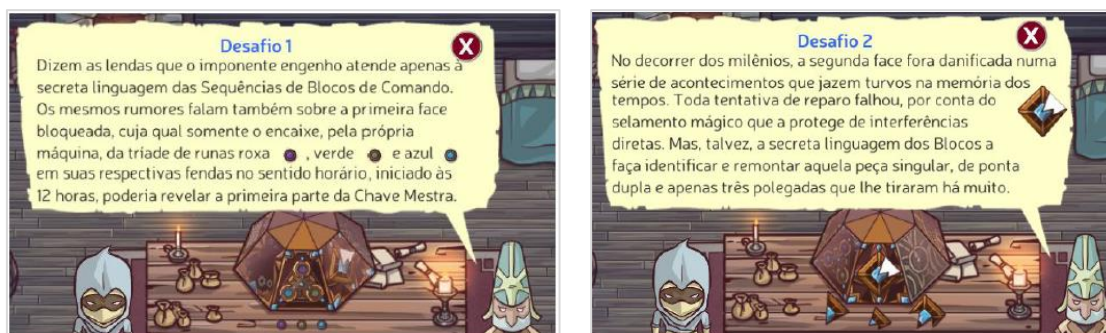 Desafio 1
X
Dizem as lendas que o imponente engenho atende apenas à
secreta linguagem das Sequências de Blocos de Comando.
Os mesmos rumores falam também sobre a primeira face
bloqueada, cuja qual somente o encaixe, pela própria
máquina, da tríade de runas roxa , verde e azul
em suas respectivas fendas no sentido horário, iniciado às
12 horas, poderia revelar a primeira parte da Chave Mestra.
Desafio 2
X
No decorrer dos milênios, a segunda face fora danificada numa
série de acontecimentos que jazem turvos na memória dos
tempos. Toda tentativa de reparo falhou, por conta do
selamento mágico que a protege de interferências
diretas. Mas, talvez, a secreta linguagem dos Blocos a
faça identificar e remontar aquela peça singular, de ponta
dupla e apenas três polegadas que lhe tiraram há muito.